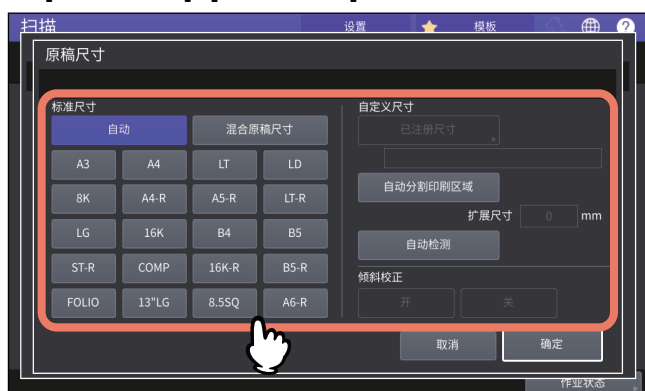 扫描
设置
模板
?
原稿尺寸
标准尺寸
自动 混合原稿尺寸
A3 A4 LT LD
8K A4-R A5-R LT-R
LG 16K B4 B5
ST-R COMP 16K-R B5-R
FOLIO 13"LG 8.5SQ A6-R
自定义尺寸
已注册尺寸
自动分割印刷区域
扩展尺寸 0 mm
自动检测
倾斜校正
开 关
取消 确定
作业状态